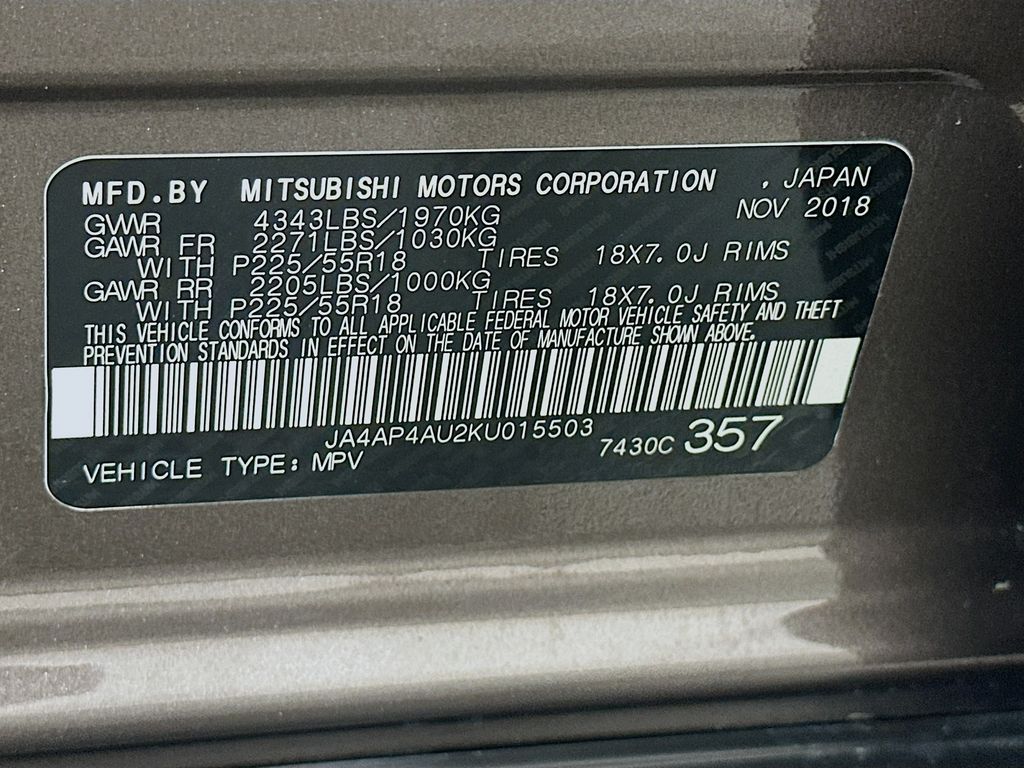 MFD.BY MITSUBISHI MOTORS CORPORATION , JAPAN
NOV 2018
GVWR 4343LBS/1970KG
GAWR FR 2271LBS/1030KG
WITH P225/55R18 TIRES 18X7.0J RIMS
GAWR RR 2205LBS/1000KG
WITH P225/55R18 TIRES 18X7.0J RIMS
THIS VEHICLE CONFORMS TO ALL APPLICABLE FEDERAL MOTOR VEHICLE SAFETY AND THEFT
PREVENTION STANDARDS IN EFFECT ON THE DATE OF MANUFACTURE SHOWN ABOVE.
JA4AP4AU2KU015503
7430C 357
VEHICLE TYPE: MPV